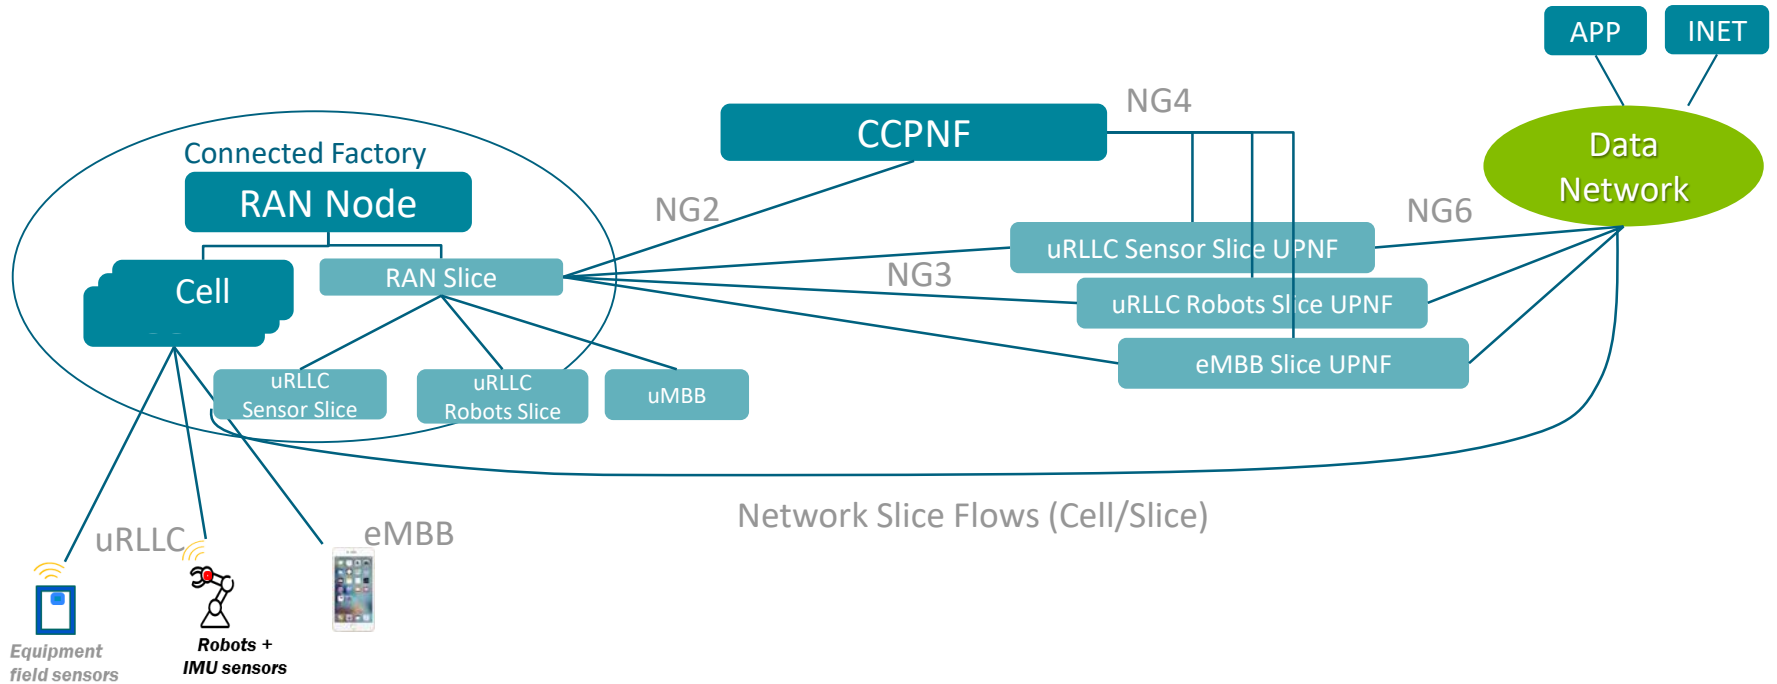 APP
INET
NG4
CCPNF
Data
Network
Connected Factory
RAN Node
NG2
NG6
uRLLC Sensor Slice UPNF
RAN Slice
NG3
Cell
uRLLC Robots Slice UPNF
eMBB Slice UPNF
uRLLC
Sensor Slice
uRLLC
Robots Slice
uMBB
Network Slice Flows (Cell/Slice)
uRLLC
eMBB
Equipment
field sensors
Robots +
IMU sensors